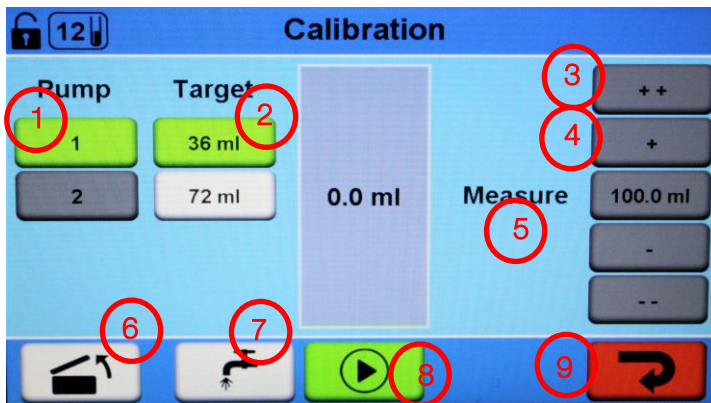 12
Calibration
Pump
Target
1
1
36 ml
2
2
72 ml
0.0 ml
Measure
3
+ +
4
+
100.0 ml
5
-
- -
6
7
8
9